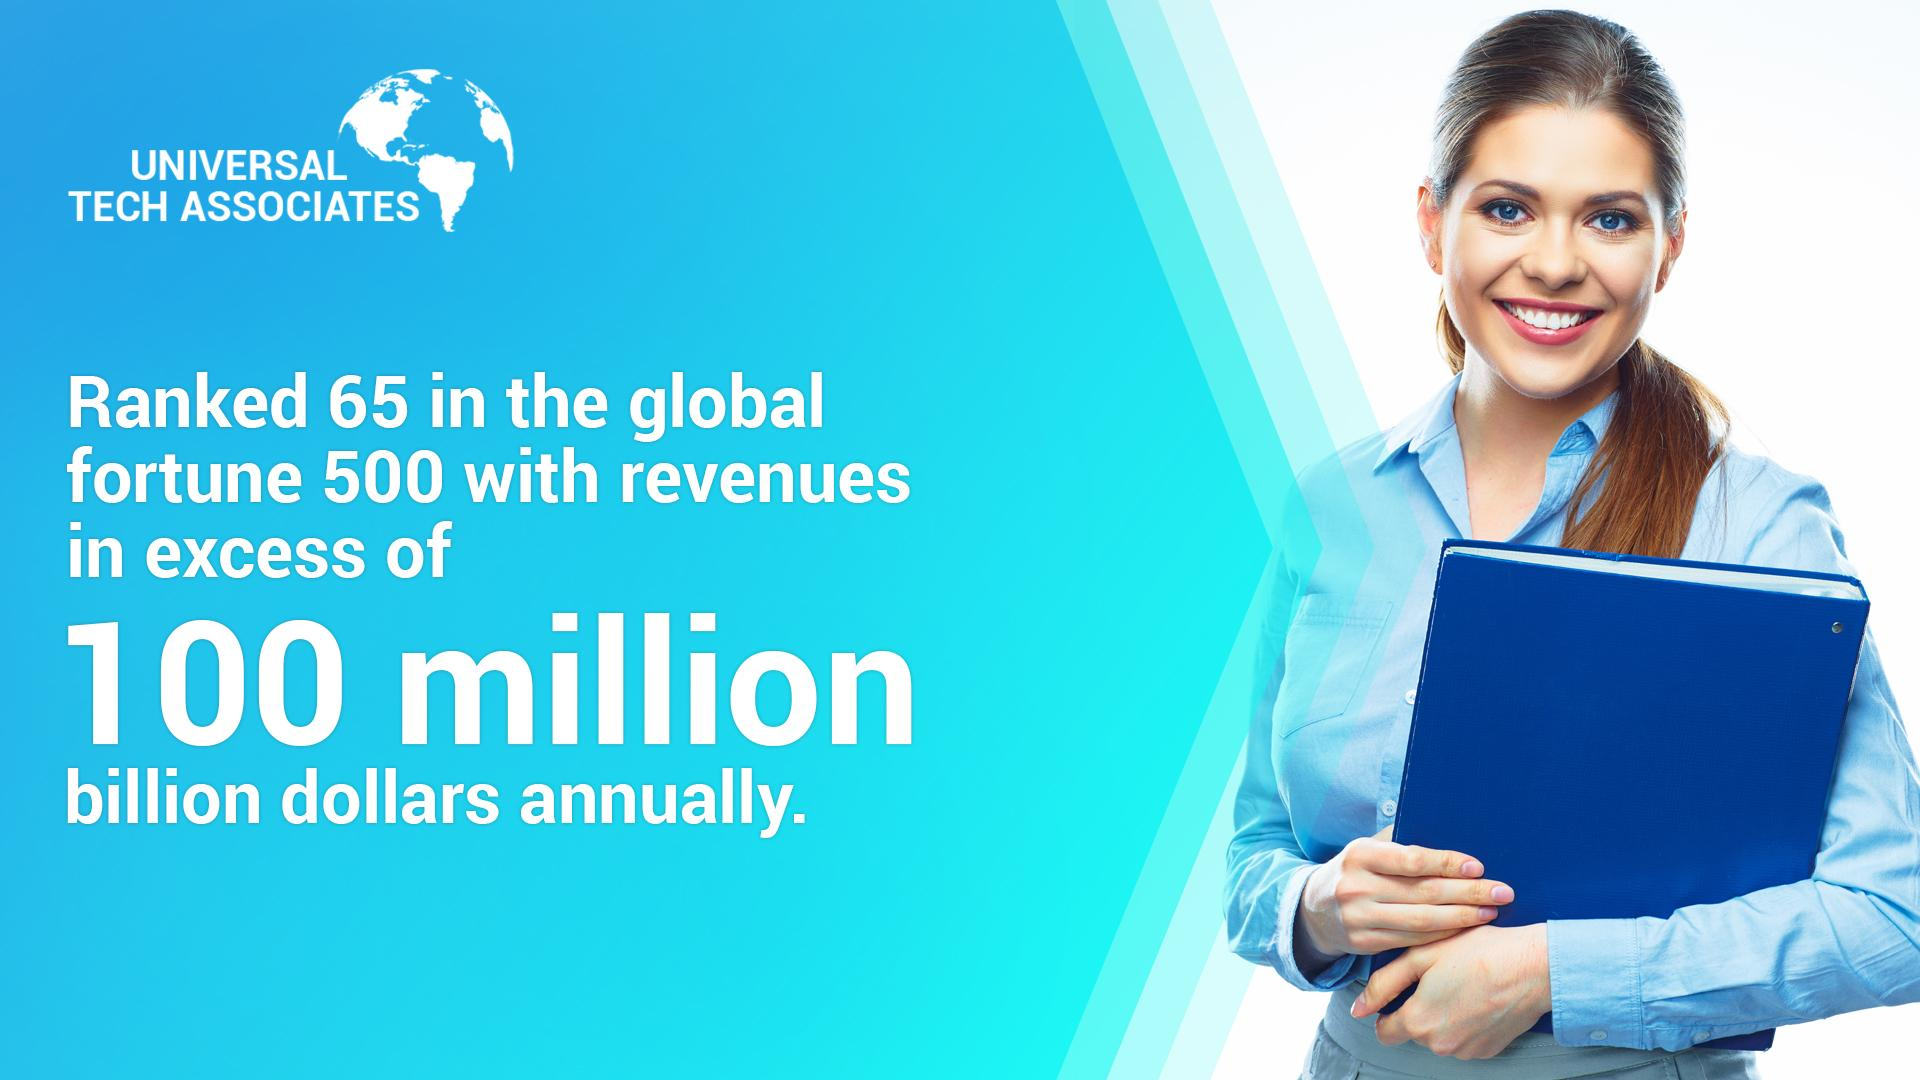 UNIVERSAL
TECH ASSOCIATES
Ranked 65 in the global
fortune 500 with revenues
in excess of
100 million
billion dollars annually.